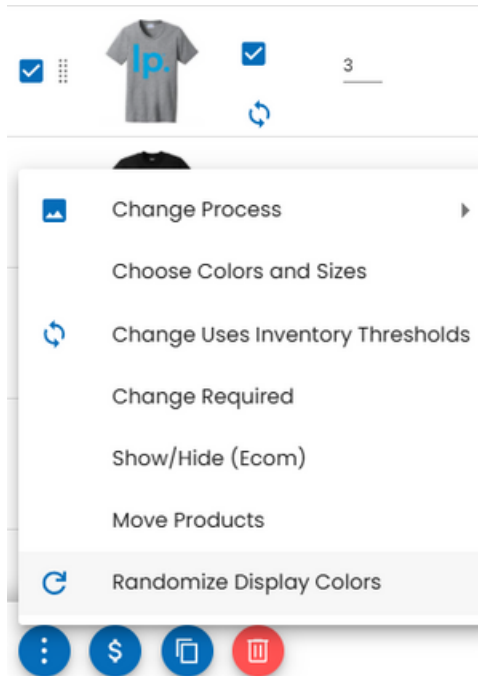 lp.
3
Change Process
Choose Colors and Sizes
Change Uses Inventory Thresholds
Change Required
Show/Hide (Ecom)
Move Products
Randomize Display Colors
$